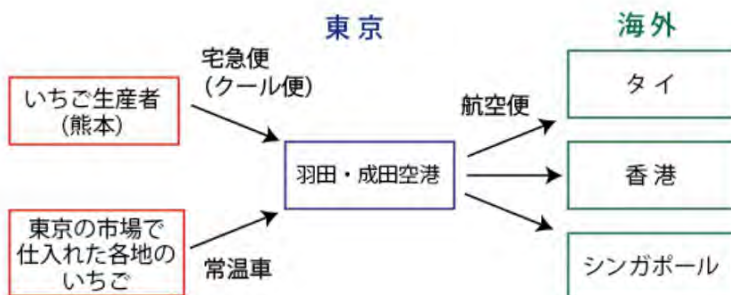 東京
海外
宅急便
(クール便)
いちご生産者
(熊本)
航空便
タイ
羽田・成田空港
香港
東京の市場で
仕入れた各地の
いちご
常温車
シンガポール